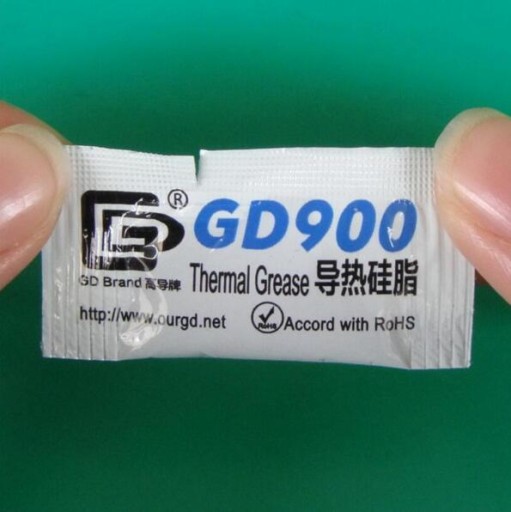 ® GD900
GD Brand 高导牌 Thermal Grease 导热硅脂
http://www.ourgd.net RoHS Accord with RoHS